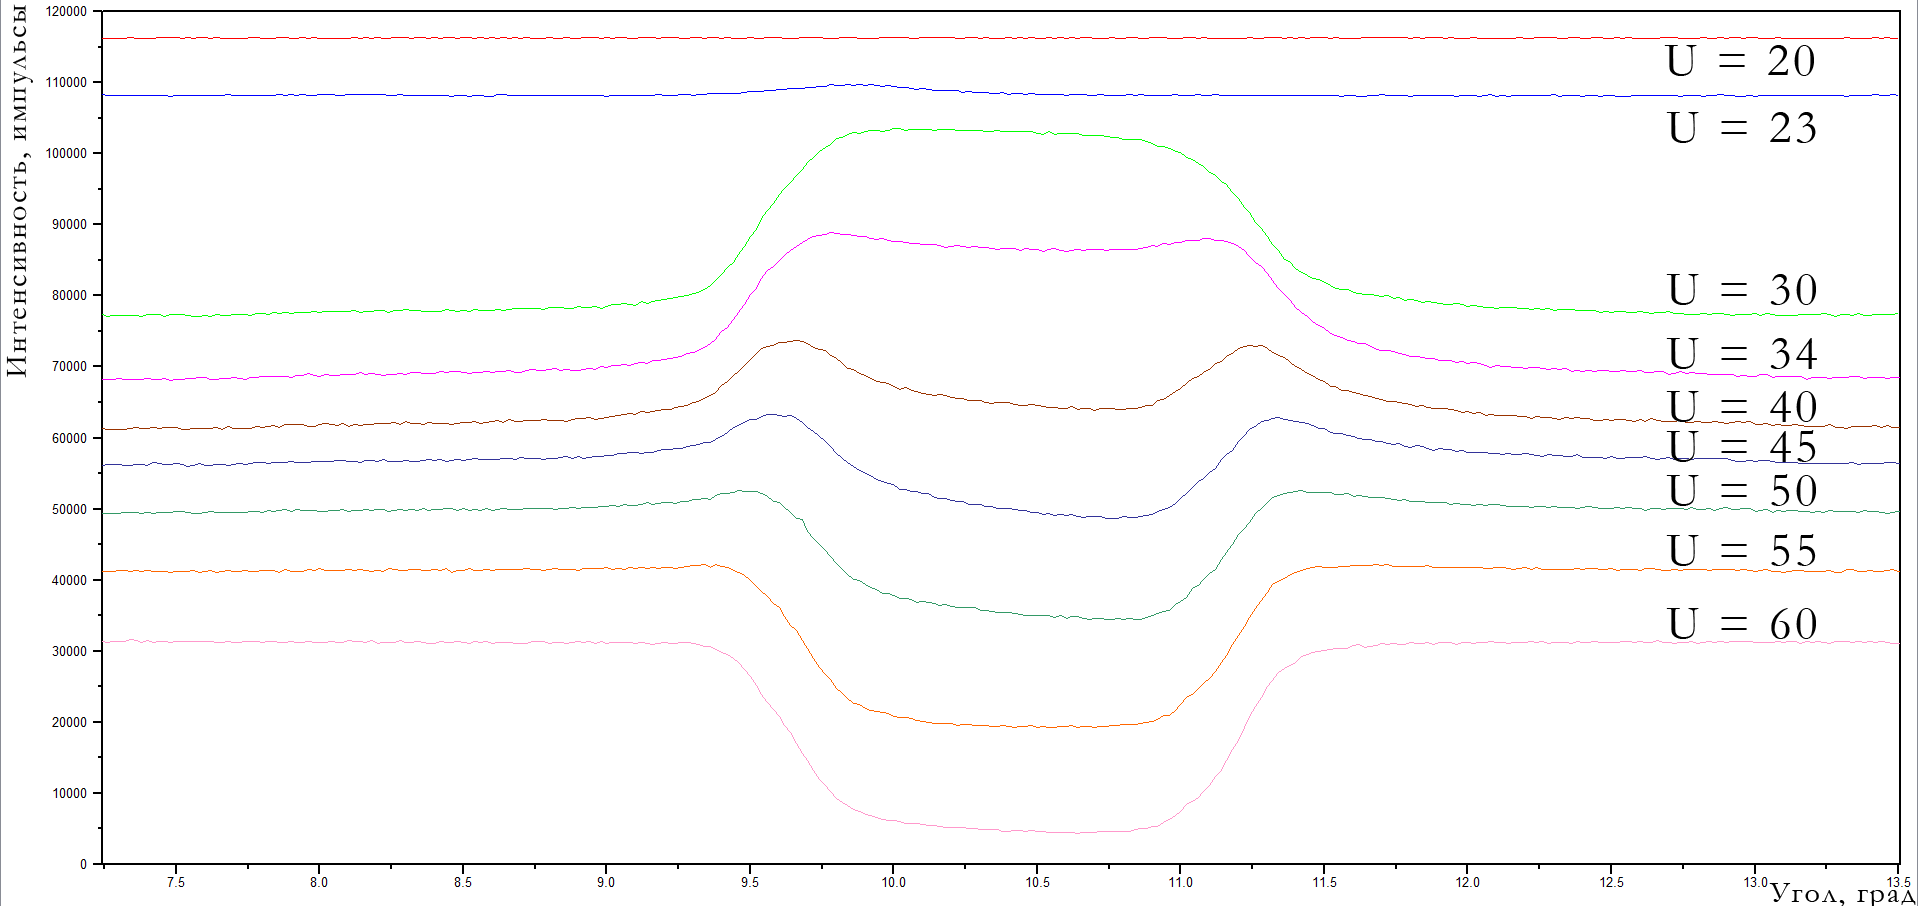 Интенсивность, импульсы
120000
110000
100000
90000
80000
70000
60000
50000
40000
30000
20000
10000
0
U = 20
U = 23
U = 30
U = 34
U = 40
U = 45
U = 50
U = 55
U = 60
7.5 8.0 8.5 9.0 9.5 10.0 10.5 11.0 11.5 12.0 12.5 13.0 13.5
Угол, град